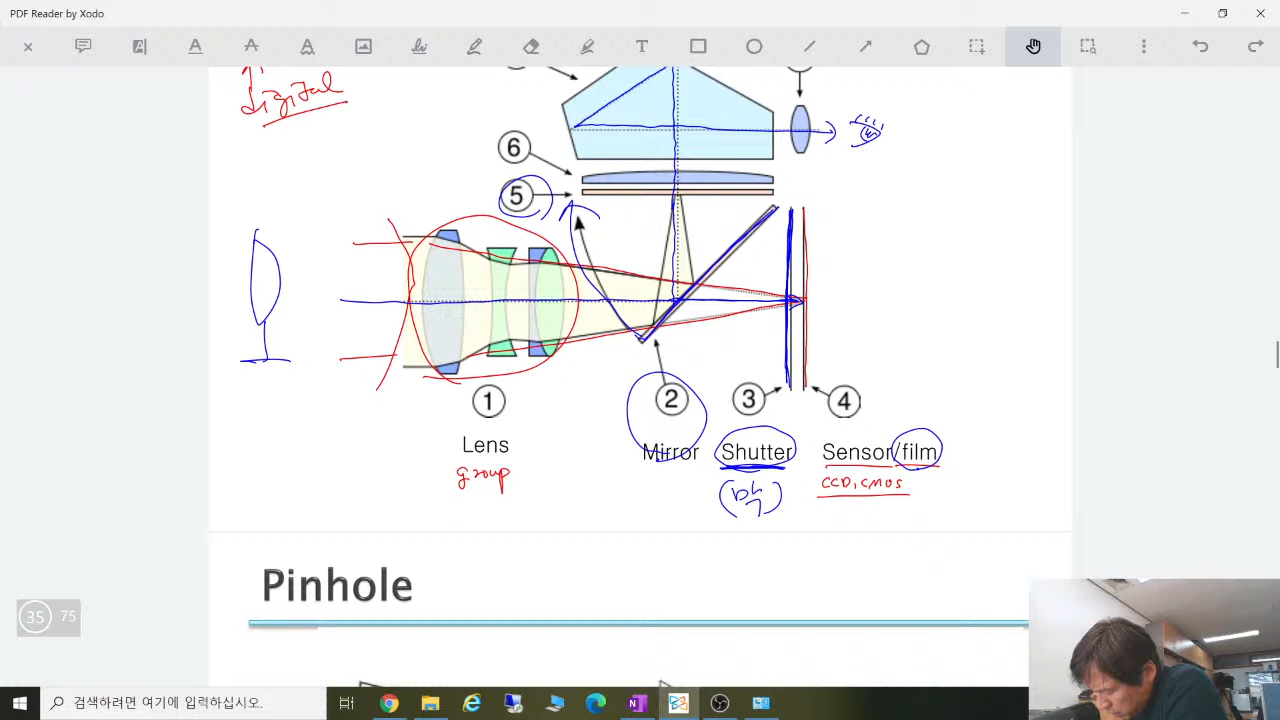 PDF Reader by Xodo
digital
6
5
1
2
3
4
Lens
Mirror
Shutter
Sensor/film
group
CCD, CMOS
Pinhole
35 75
검색하려면 여기에 입력하십시오.